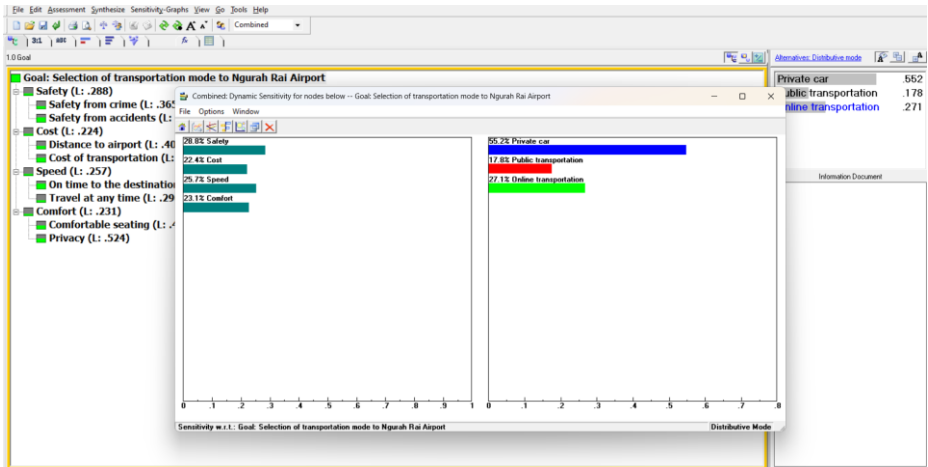 File Edit Assessment Synthesize Sensitivity-Graphs View Go Tools Help
Combined
3:1 ABC
1.0 Goal
Alternatives: Distributive mode
Goal: Selection of transportation mode to Ngurah Rai Airport
Safety (L: .288)
Safety from crime (L: .365
Safety from accidents (L:
Cost (L: .224)
Distance to airport (L: .40
Cost of transportation (L:
Speed (L: .257)
On time to the destination
Travel at any time (L: .29
Comfort (L: .231)
Comfortable seating (L: .4
Privacy (L: .524)
Combined: Dynamic Sensitivity for nodes below -- Goal: Selection of transportation mode to Ngurah Rai Airport
File Options Window
28.8% Safety
22.4% Cost
25.7% Speed
23.1% Comfort
0 .1 .2 .3 .4 .5 .6 .7 .8 .9 1
55.2% Private car
17.8% Public transportation
27.1% Online transportation
0 .1 .2 .3 .4 .5 .6 .7 .8
Sensitivity w.r.t.: Goal: Selection of transportation mode to Ngurah Rai Airport
Distributive Mode
Private car .552
ublic transportation .178
nline transportation .271
Information Document